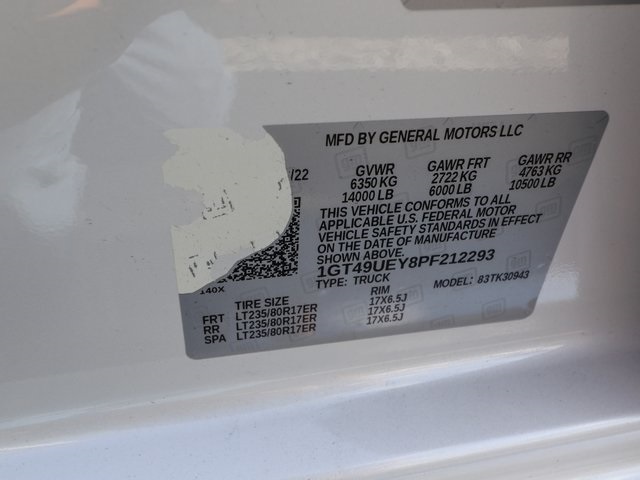 MFD BY GENERAL MOTORS LLC
/22 GVWR GAWR FRT GAWR RR
6350 KG 2722 KG 4763 KG
14000 LB 6000 LB 10500 LB
THIS VEHICLE CONFORMS TO ALL
APPLICABLE U.S. FEDERAL MOTOR
VEHICLE SAFETY STANDARDS IN EFFECT
ON THE DATE OF MANUFACTURE
SHOWN ABOVE.
1GT49UEY8PF212293
140X TYPE: TRUCK MODEL: 83TK30943
TIRE SIZE RIM
FRT LT235/80R17ER 17X6.5J
RR LT235/80R17ER 17X6.5J
SPA LT235/80R17ER 17X6.5J